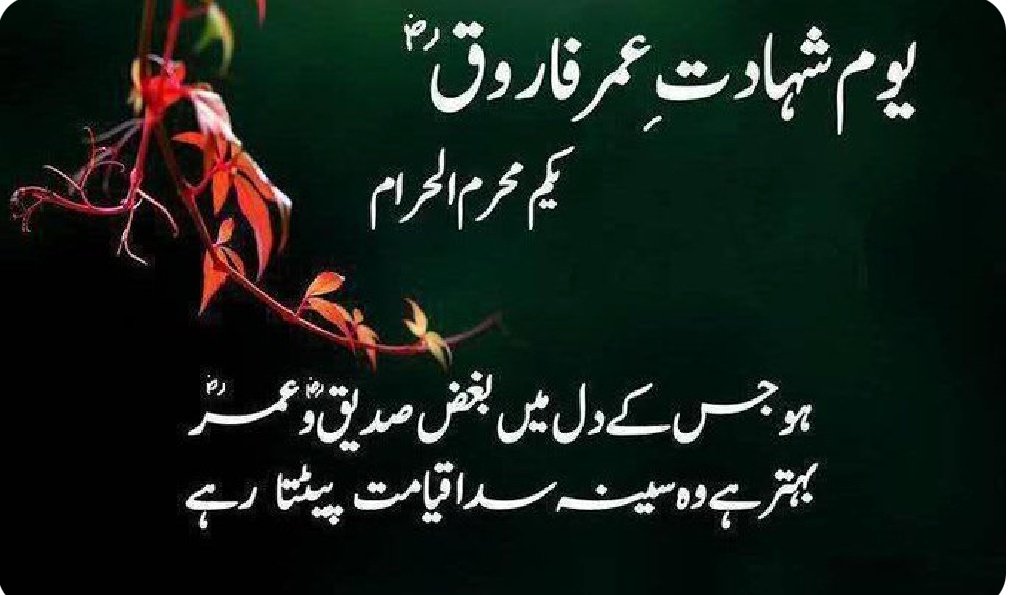 یوم شہادتِ عمر فاروق ؓ
یکم محرم الحرام
ہو جس کے دل میں بغض صدیقؓ و عمرؓ
بہتر ہے وہ سینہ سدا قیامت پیٹتا رہے